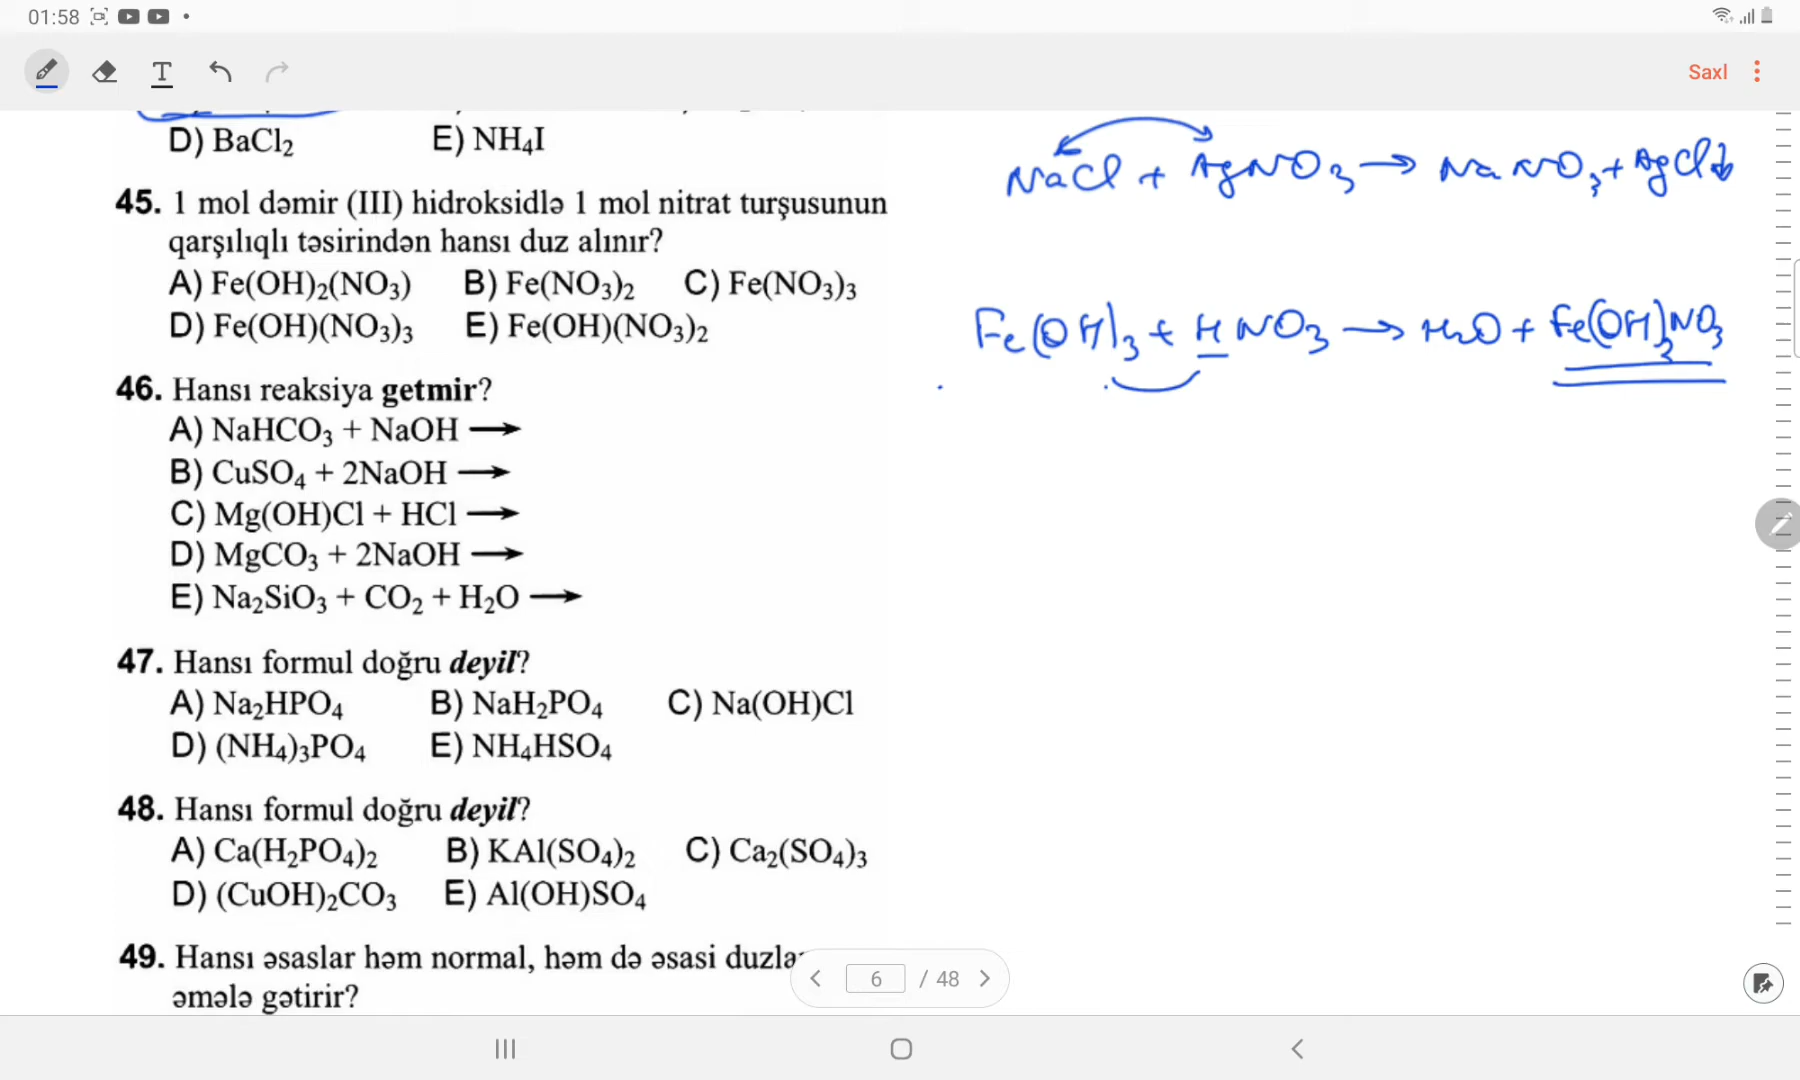 01:58
Saxl
D) BaCl₂ E) NH₄I
NaCl + AgNO₃ → NaNO₃ + AgCl↓
45. 1 mol dəmir (III) hidroksidlə 1 mol nitrat turşusunun
qarşılıqlı təsirindən hansı duz alınır?
A) Fe(OH)₂(NO₃) B) Fe(NO₃)₂ C) Fe(NO₃)₃
D) Fe(OH)(NO₃)₃ E) Fe(OH)(NO₃)₂
Fe(OH)₃ + HNO₃ → H₂O + Fe(OH)₂NO₃
46. Hansı reaksiya getmir?
A) NaHCO₃ + NaOH →
B) CuSO₄ + 2NaOH →
C) Mg(OH)Cl + HCl →
D) MgCO₃ + 2NaOH →
E) Na₂SiO₃ + CO₂ + H₂O →
47. Hansı formul doğru deyil?
A) Na₂HPO₄ B) NaH₂PO₄ C) Na(OH)Cl
D) (NH₄)₃PO₄ E) NH₄HSO₄
48. Hansı formul doğru deyil?
A) Ca(H₂PO₄)₂ B) KAl(SO₄)₂ C) Ca₂(SO₄)₃
D) (CuOH)₂CO₃ E) Al(OH)SO₄
49. Hansı əsaslar həm normal, həm də əsasi
əmələ gətirir?
6 / 48